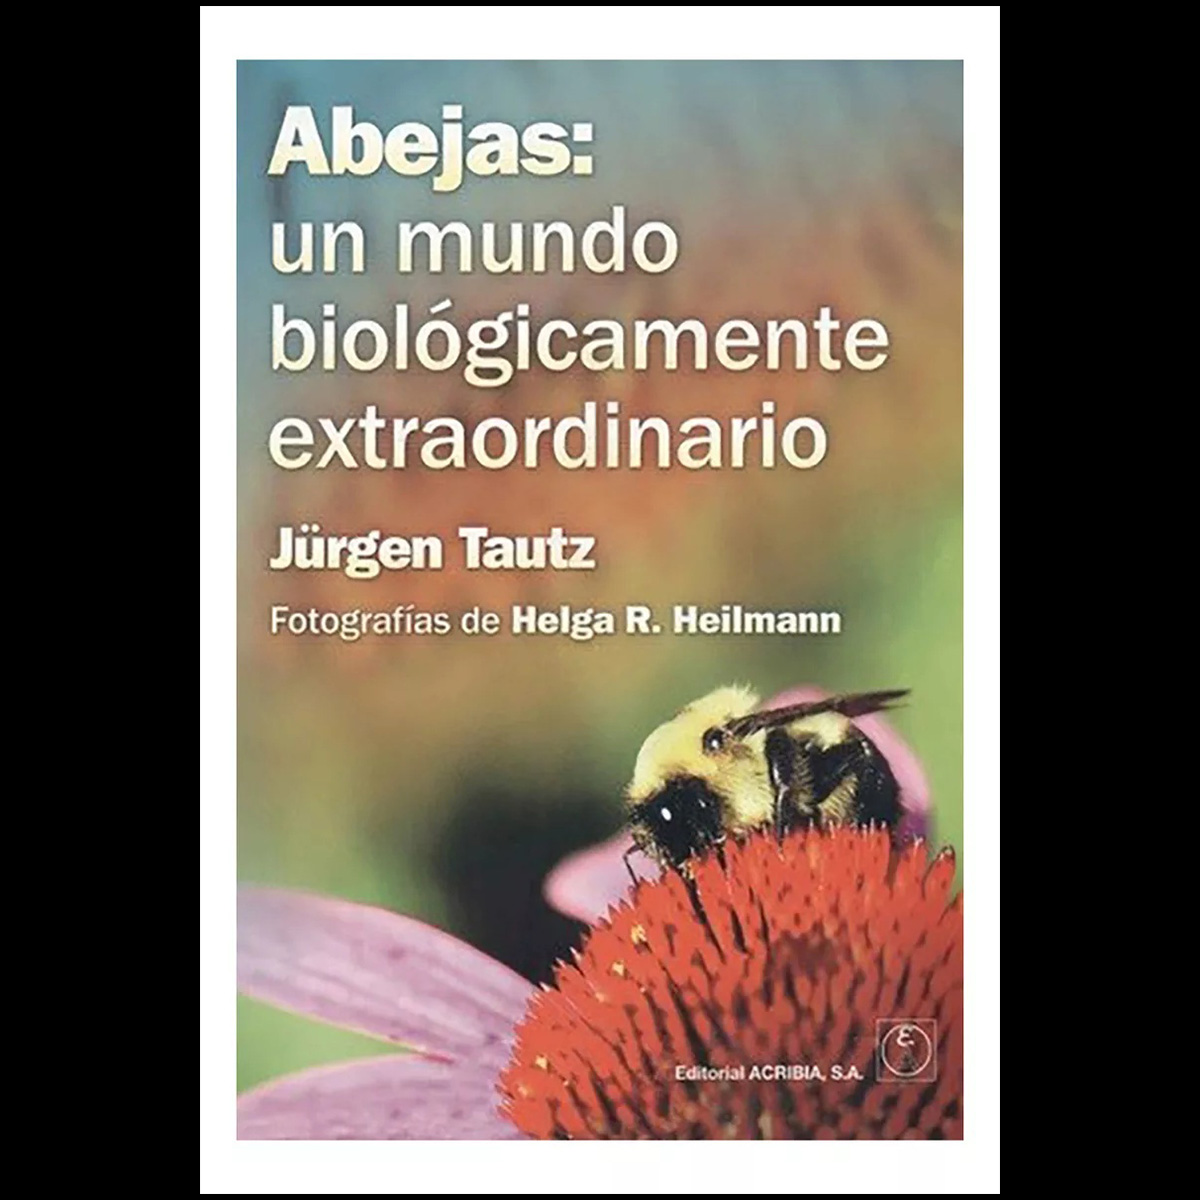 Abejas:
un mundo
biológicamente
extraordinario
Jürgen Tautz
Fotografías de Helga R. Heilmann
Editorial ACRIBIA, S.A.